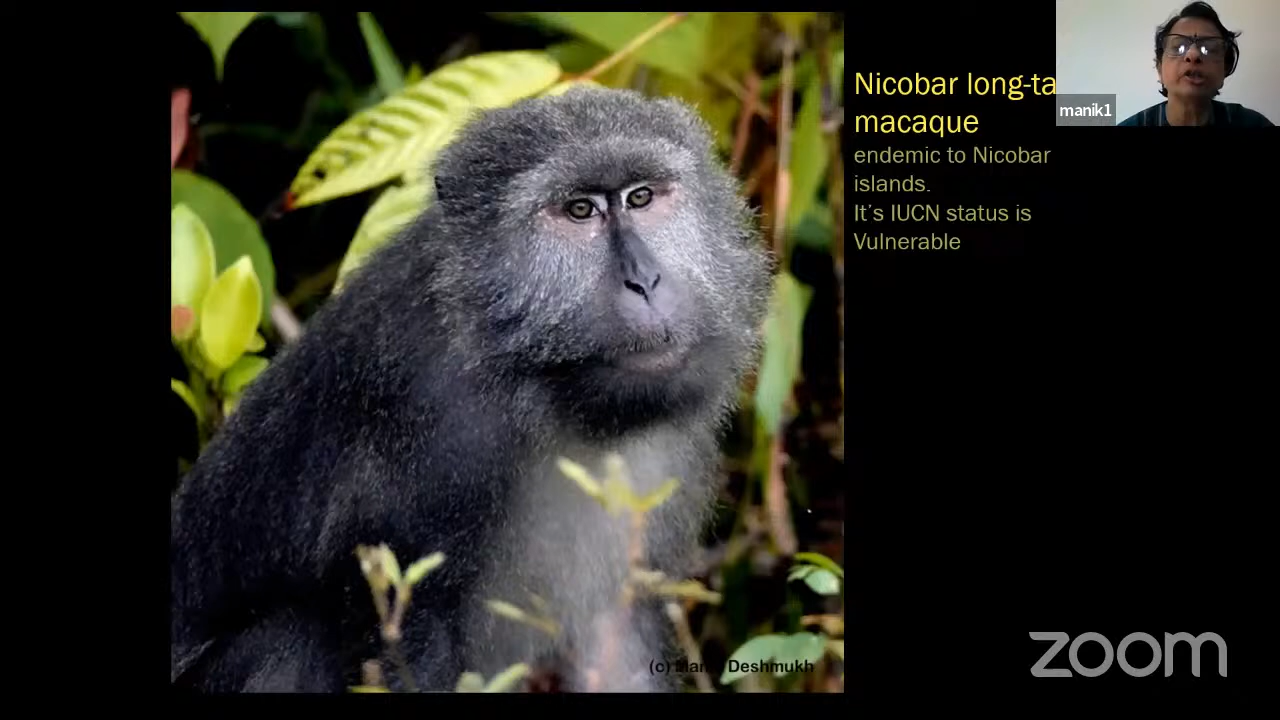 Nicobar long-ta
macaque
endemic to Nicobar
islands.
It's IUCN status is
Vulnerable
manik1
(c) Deshmukh
zoom